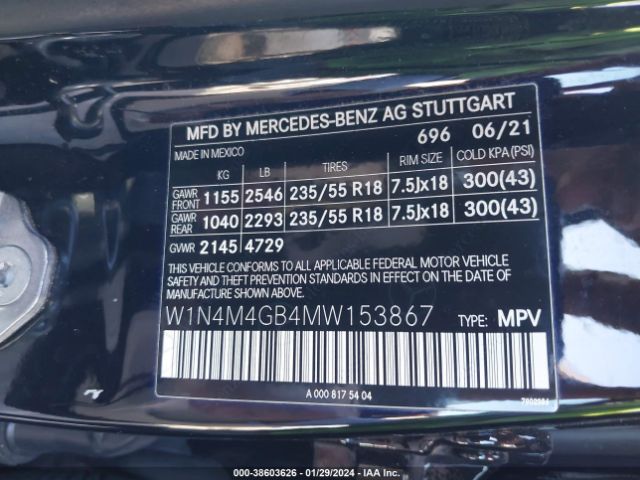 MFD BY MERCEDES-BENZ AG STUTTGART
MADE IN MEXICO 696 06/21
KG LB TIRES RIM SIZE COLD KPA(PSI)
GAWR FRONT 1155 2546 235/55 R18 7.5Jx18 300(43)
GAWR REAR 1040 2293 235/55 R18 7.5Jx18 300(43)
GVWR 2145 4729
THIS VEHICLE CONFORMS TO ALL APPLICABLE FEDERAL MOTOR VEHICLE
SAFETY AND THEFT PREVENTION STANDARDS IN EFFECT ON THE DATE OF
MANUFACTURE SHOWN ABOVE.
W1N4M4GB4MW153867 TYPE: MPV
A 000 817 54 04
000-38603626 - 01/29/2024 - IAA Inc.